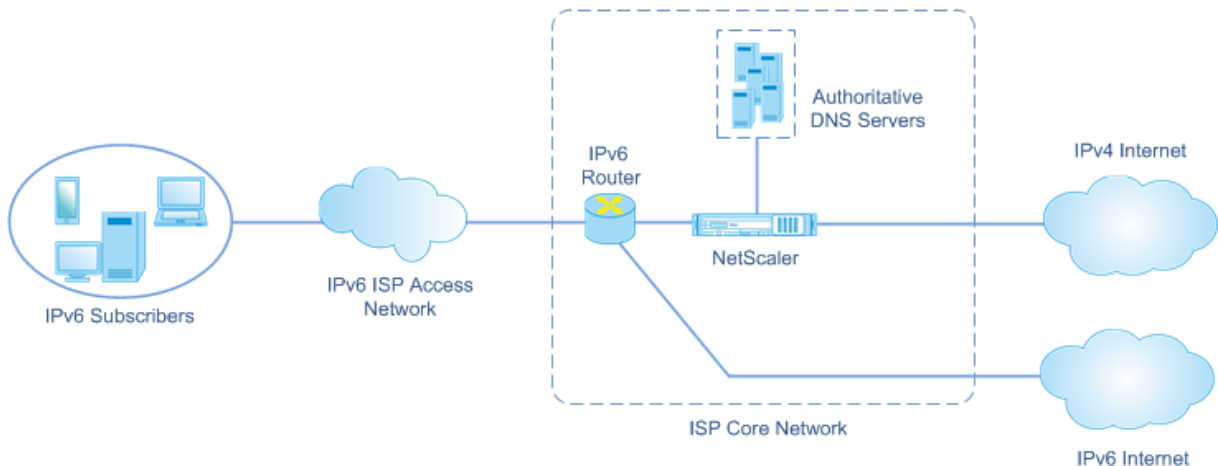 Authoritative
DNS Servers
IPv6
Router
IPv4 Internet
NetScaler
IPv6 ISP Access
Network
IPv6 Subscribers
ISP Core Network
IPv6 Internet